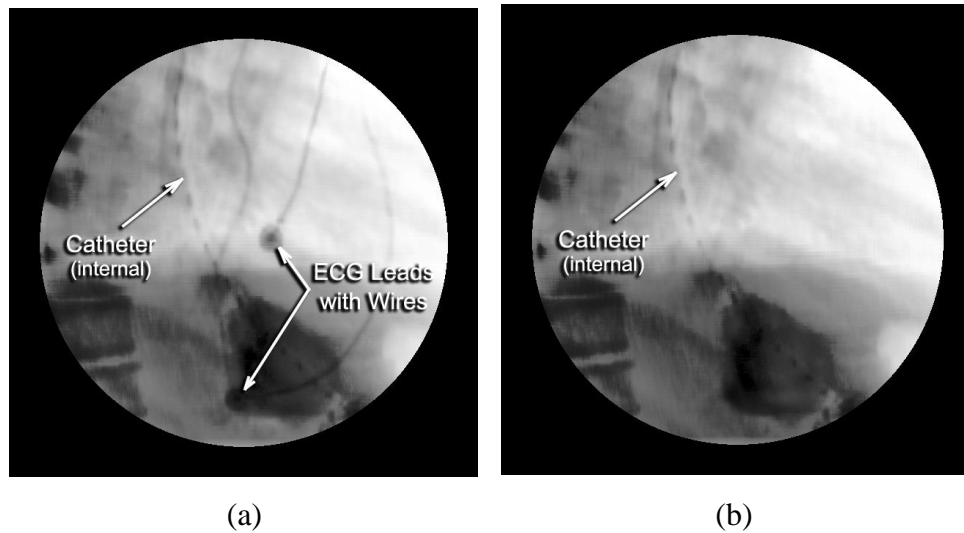 Catheter
(internal)
ECG Leads
with Wires
Catheter
(internal)
(a)
(b)